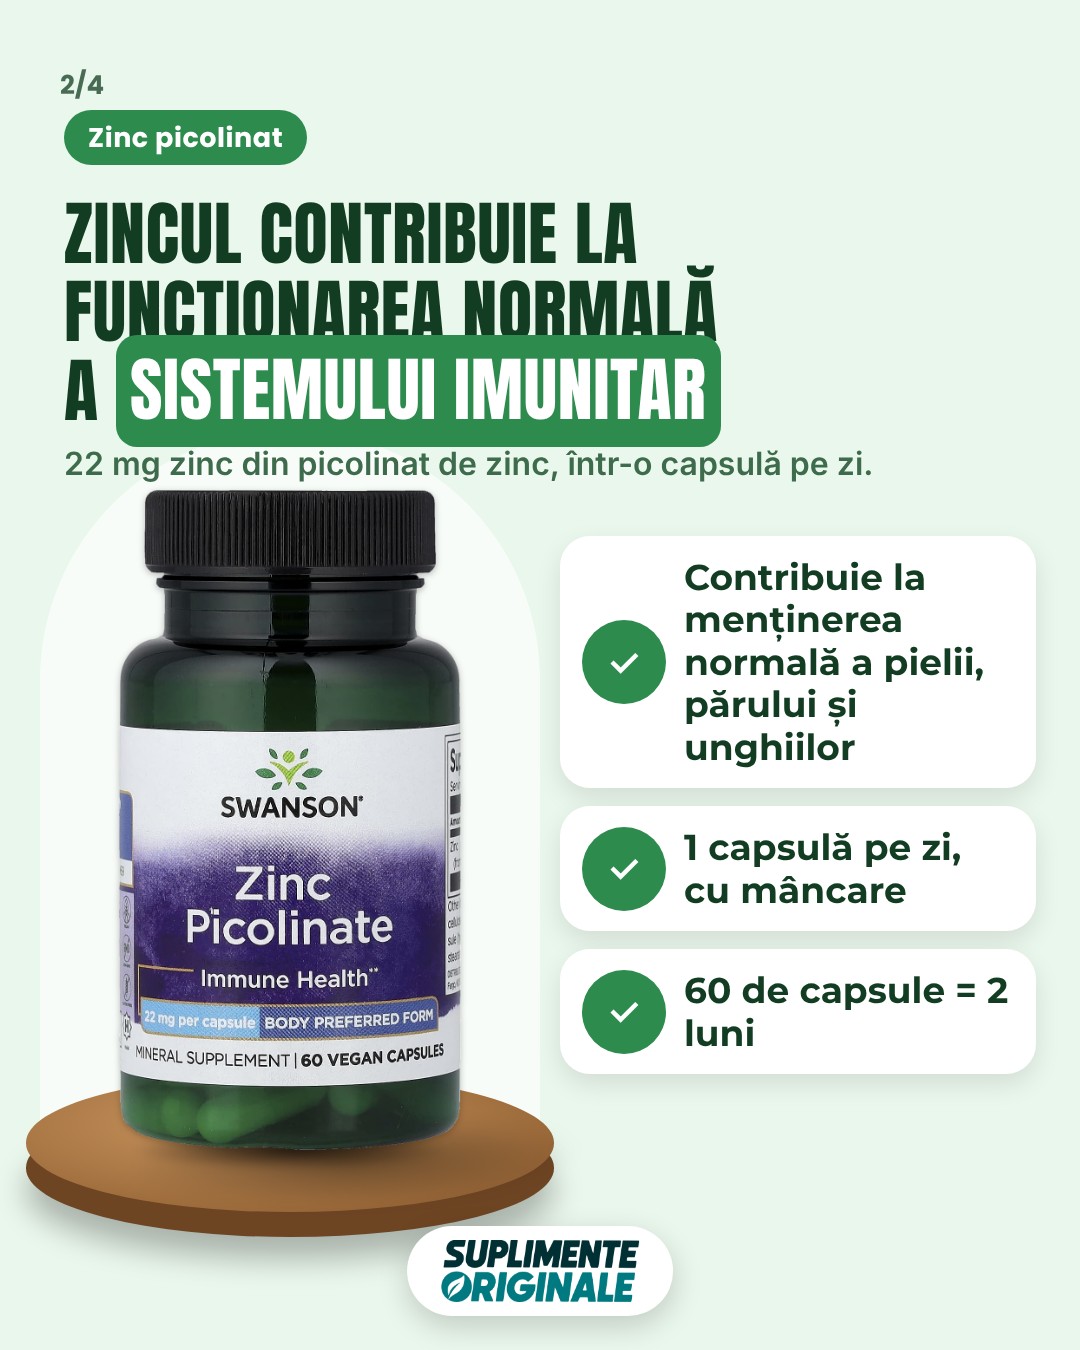 2/4
Zinc picolinat
ZINCUL CONTRIBUIE LA
FUNCȚIONAREA NORMALĂ
A SISTEMULUI IMUNITAR
22 mg zinc din picolinat de zinc, într-o capsulă pe zi.
Contribuie la
menținerea
normală a pielii,
părului și
unghiilor
1 capsulă pe zi,
cu mâncare
60 de capsule = 2
luni
SWANSON®
Zinc
Picolinate
Immune Health**
22 mg per capsule BODY PREFERRED FORM
MINERAL SUPPLEMENT | 60 VEGAN CAPSULES
SUPLIMENTE
ORIGINALE